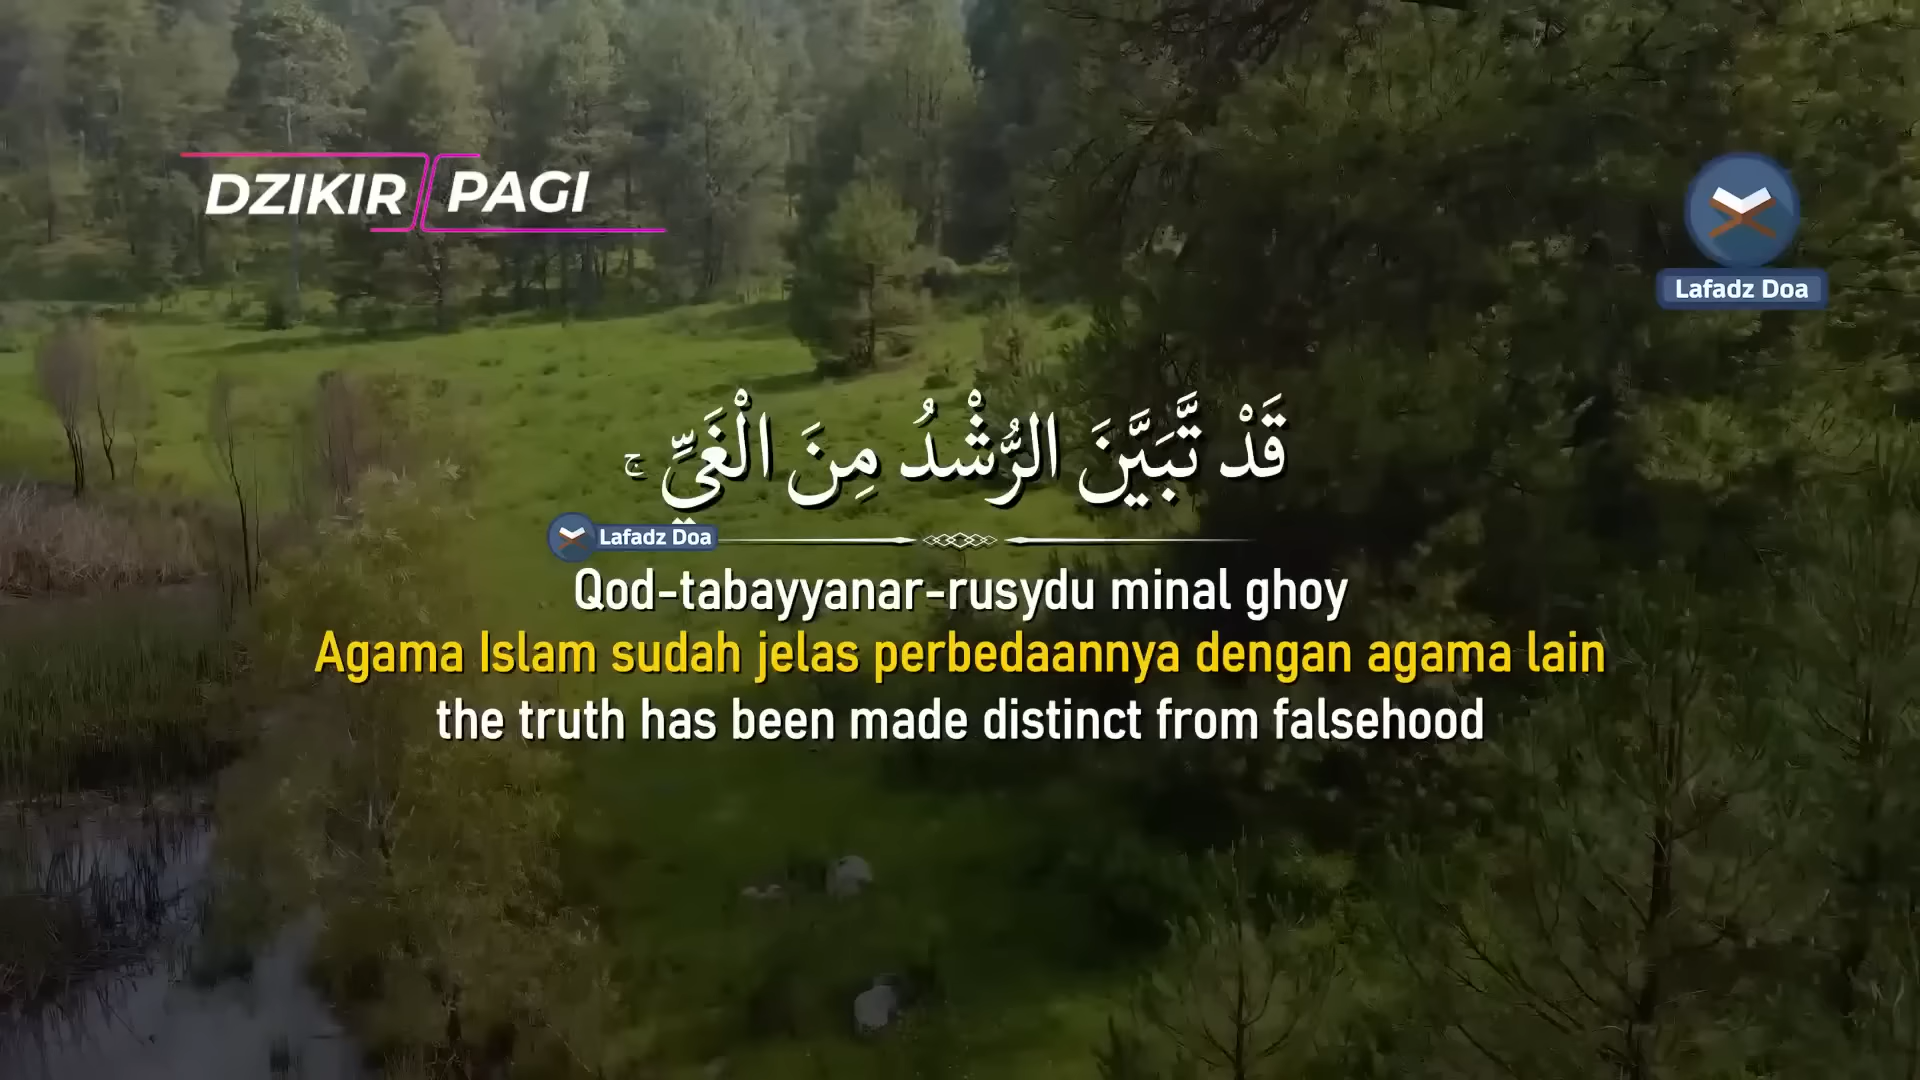 DZIKIR PAGI
Lafadz Doa
قَدْ تَّبَيَّنَ الرُّشْدُ مِنَ الْغَيِّ ۚ
Lafadz Doa
Qod-tabayyanar-rusydu minal ghoy
Agama Islam sudah jelas perbedaannya dengan agama lain
the truth has been made distinct from falsehood